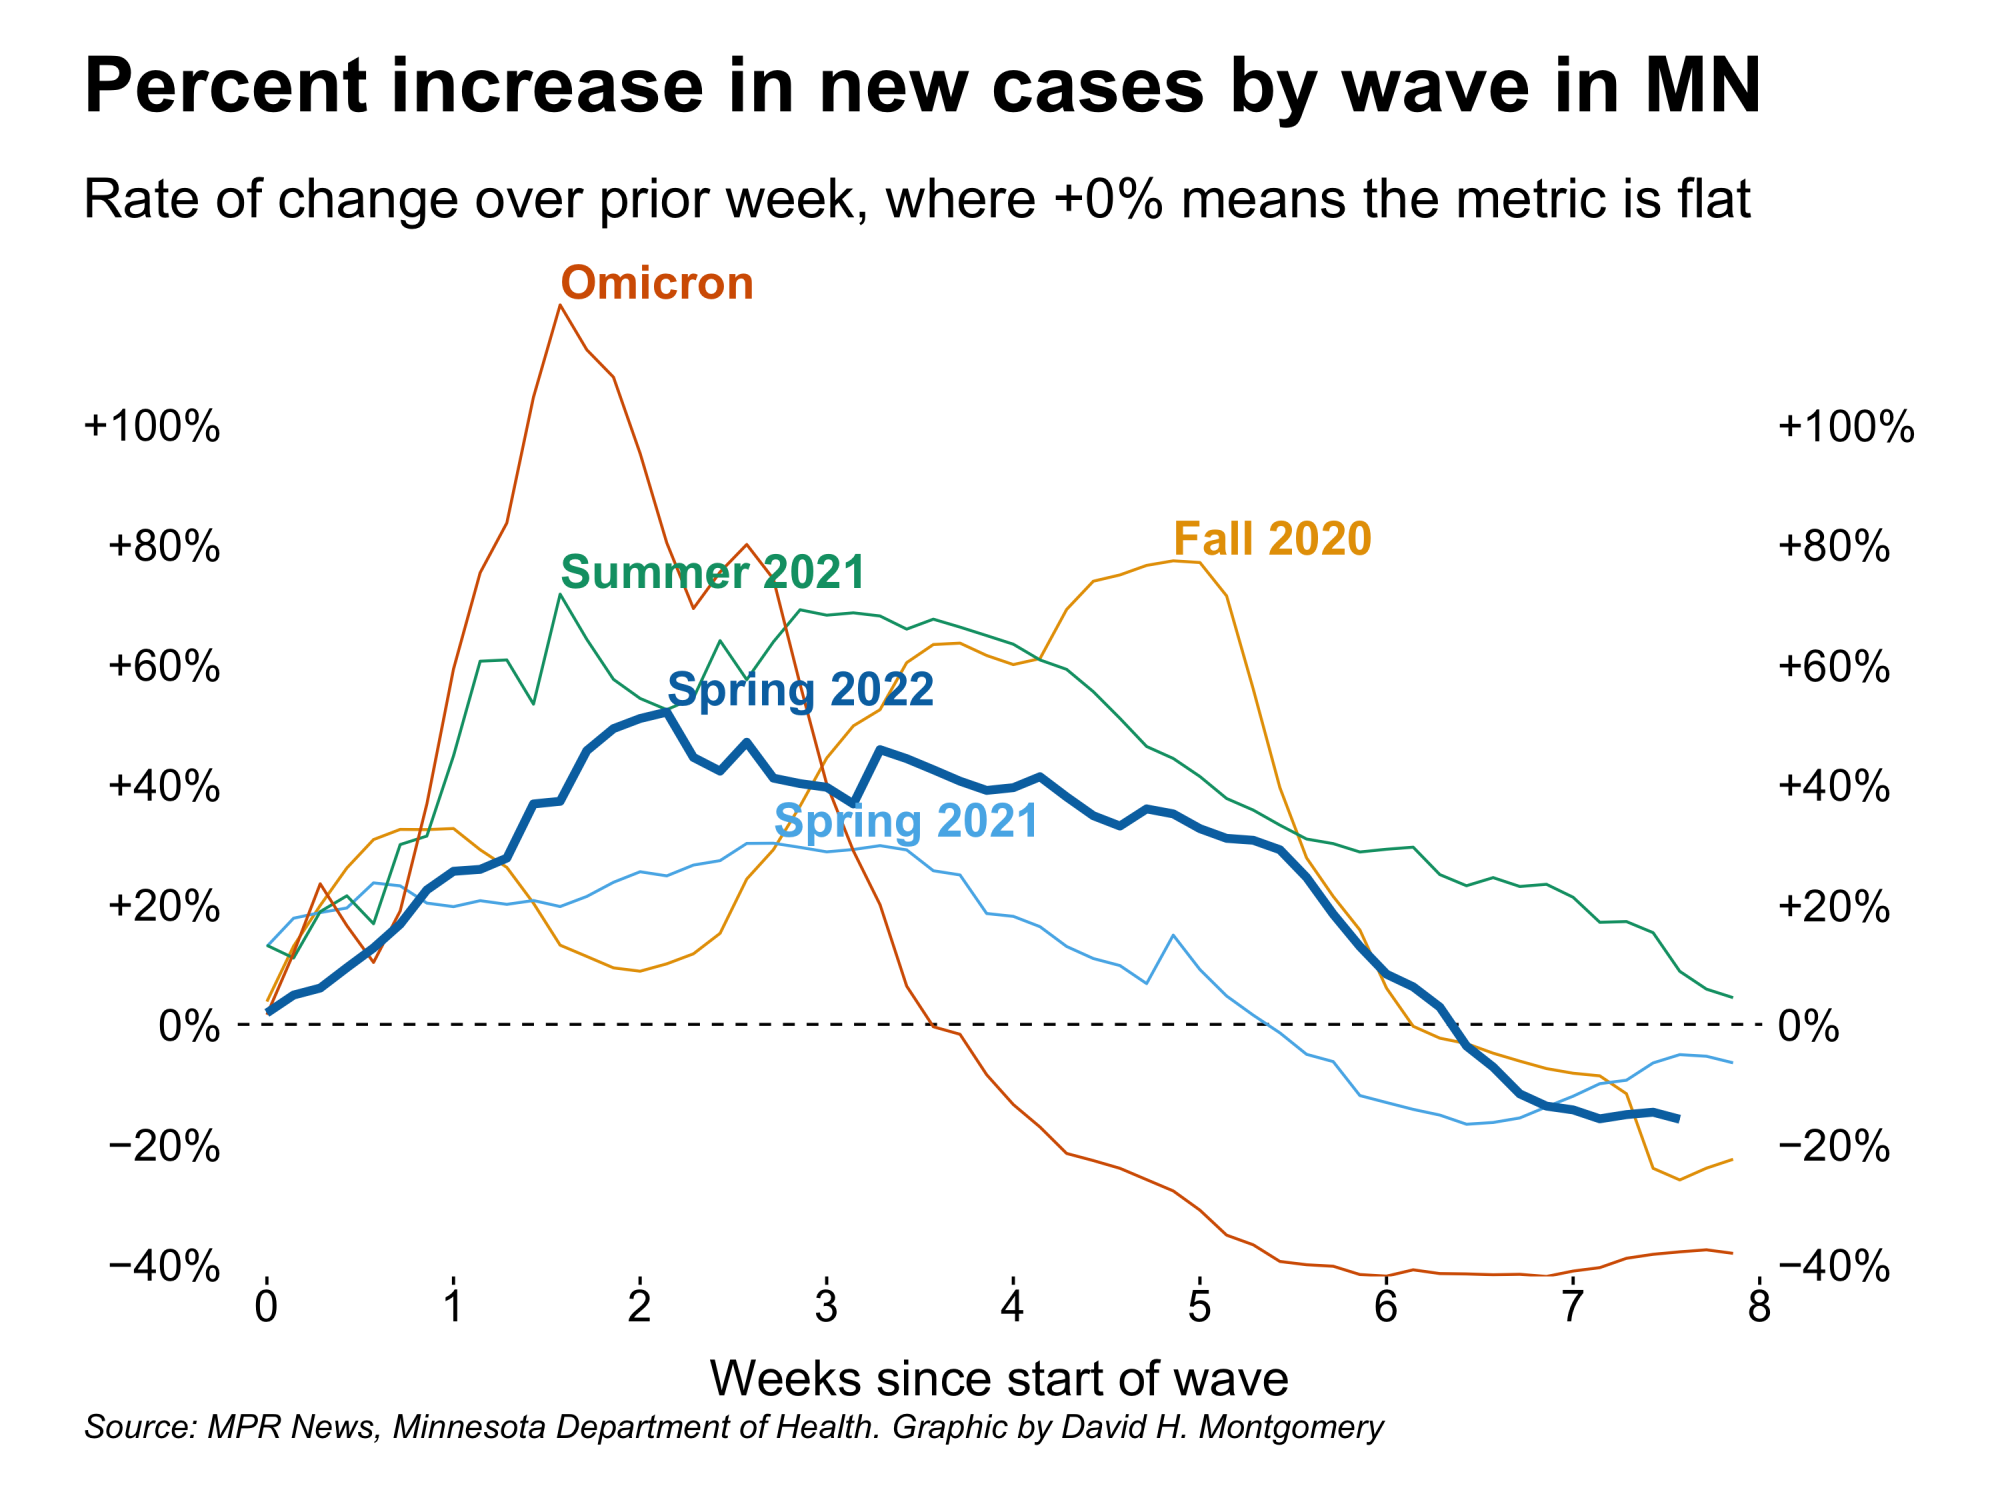 Percent increase in new cases by wave in MN
Rate of change over prior week, where +0% means the metric is flat
Omicron
+100% +100%
Fall 2020
+80% +80%
Summer 2021
+60% +60%
Spring 2022
+40% +40%
Spring 2021
+20% +20%
0% 0%
−20% −20%
−40% −40%
0 1 2 3 4 5 6 7 8
Weeks since start of wave
Source: MPR News, Minnesota Department of Health. Graphic by David H. Montgomery